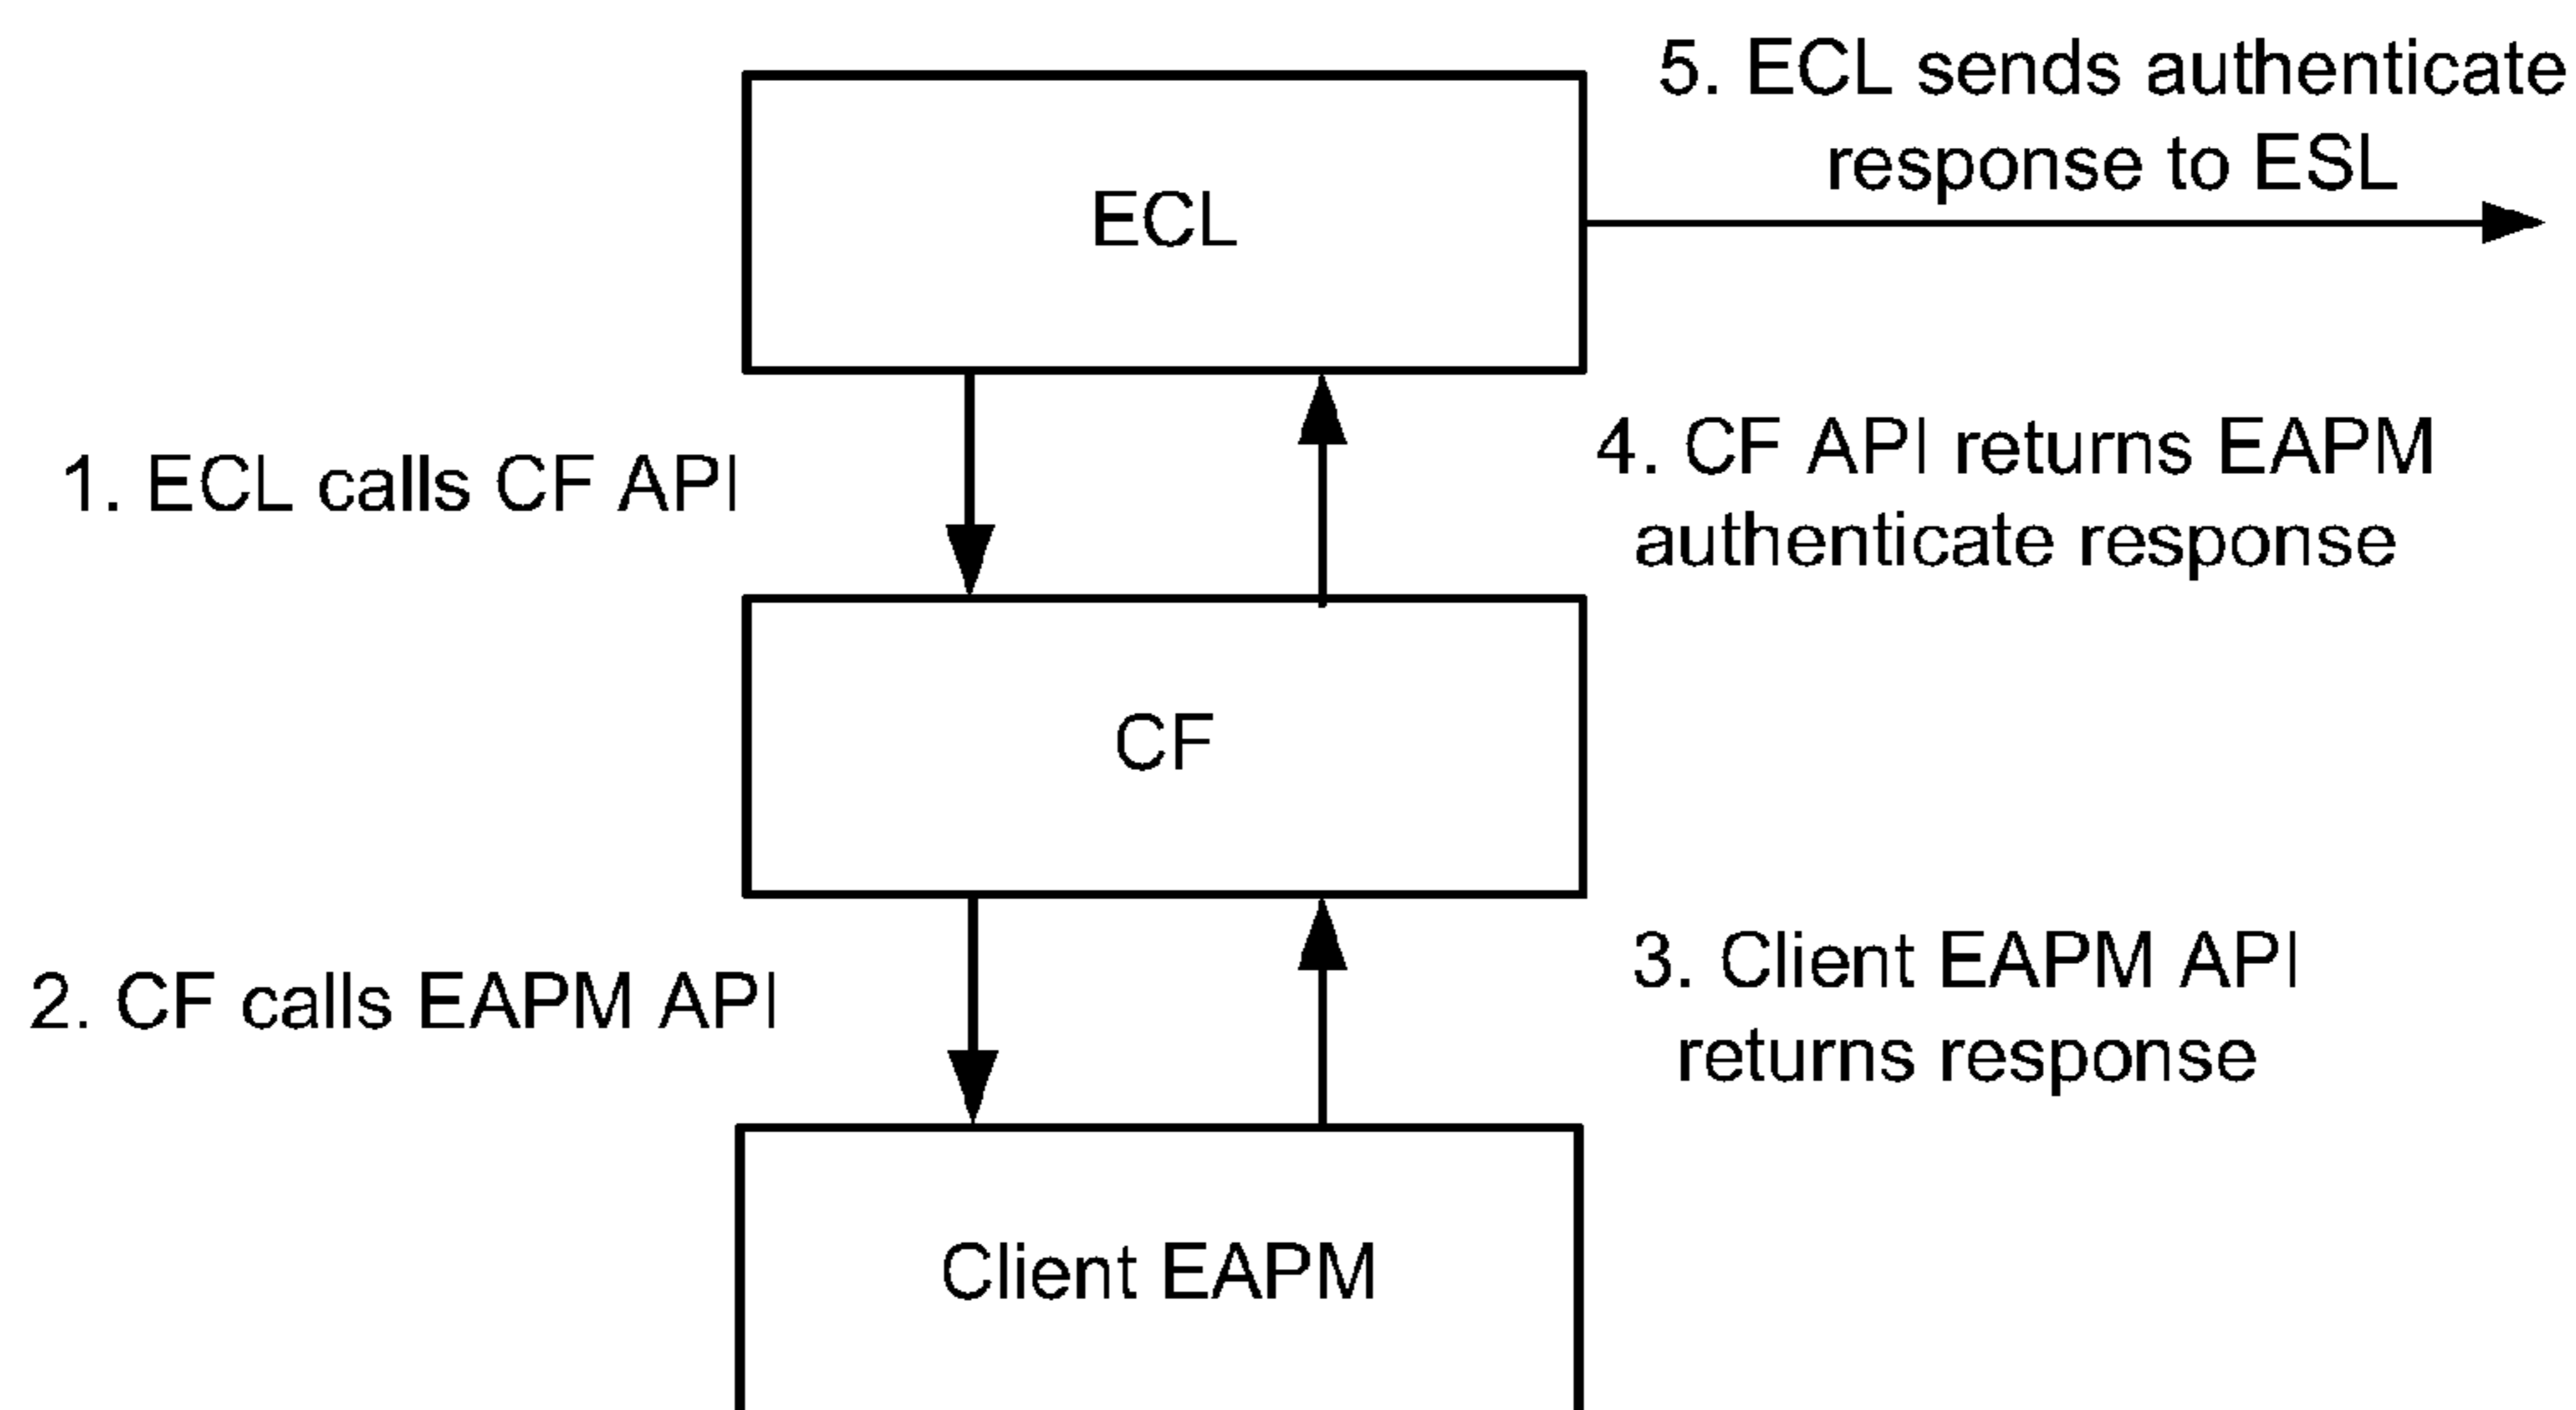 5. ECL sends authenticate
response to ESL
ECL
1. ECL calls CF API
4. CF API returns EAPM
authenticate response
CF
2. CF calls EAPM API
3. Client EAPM API
returns response
Client EAPM